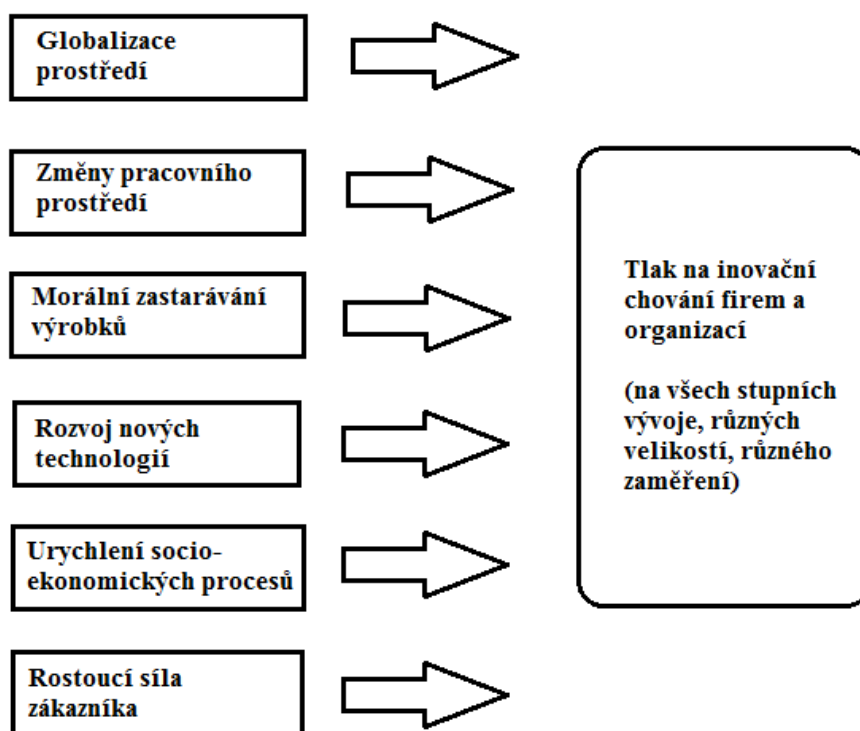 Globalizace
prostředí
Změny pracovního
prostředí
Morální zastarávání
výrobků
Rozvoj nových
technologií
Urychlení socio-
ekonomických procesů
Rostoucí síla
zákazníka
Tlak na inovační
chování firem a
organizací
(na všech stupních
vývoje, různých
velikostí, různého
zaměření)